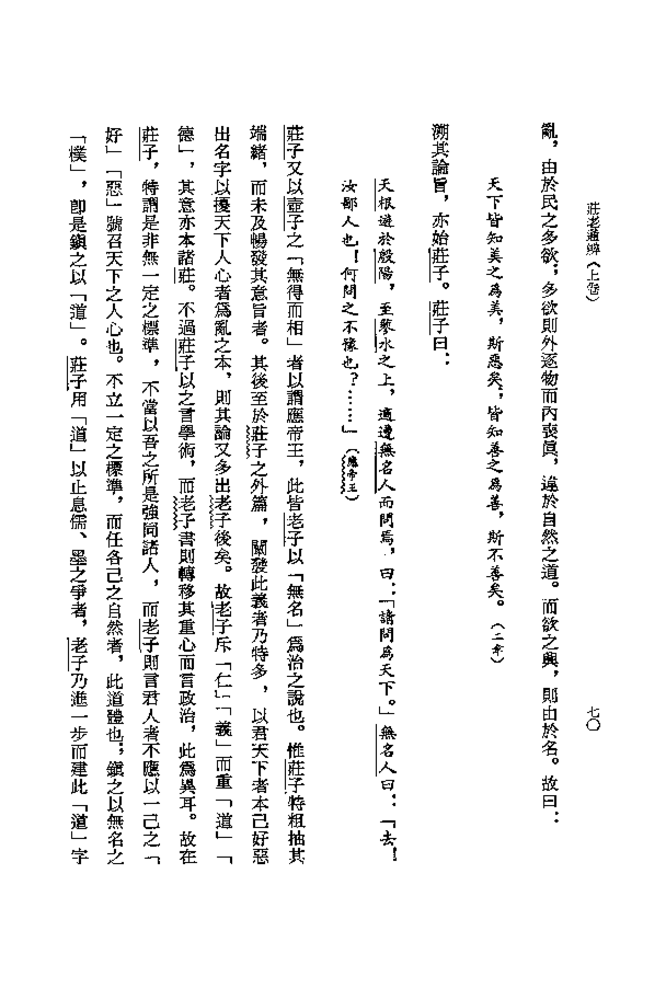 莊老通辨（上卷）
七〇
亂，由於民之多欲；多欲則外逐物而內喪眞，違於自然之道。而欲之興，則由於名。故曰：
天下皆知美之爲美，斯惡矣，皆知善之爲善，斯不善矣。（二章）
溯其論旨，亦始莊子。莊子曰：
天根遊於殷陽，至蓼水之上，適遭無名人而問焉，曰：「請問爲天下。」無名人曰：「去！
汝鄙人也！何問之不豫也？……」（應帝王）
莊子又以壺子之「無得而相」者以謂應帝王，此皆老子以「無名」爲治之說也。惟莊子特粗抽其
端緒，而未及暢發其意旨者。其後至於莊子之外篇，闡發此義者乃特多，以君天下者本己好惡
出名字以擾天下人心者爲亂之本，則其論又多出老子後矣。故老子斥「仁」「義」而重「道」「
德」，其意亦本諸莊。不過莊子以之言學術，而老子書則轉移其重心而言政治，此爲異耳。故在
莊子，特謂是非無一定之標準，不當以吾之所是強同諸人，而老子則言君人者不應以一己之「
好」「惡」號召天下之人心也。不立一定之標準，而任各己之自然者，此道體也；鎭之以無名之
「樸」，卽是鎭之以「道」。莊子用「道」以止息儒、墨之爭者，老子乃進一步而建此「道」字